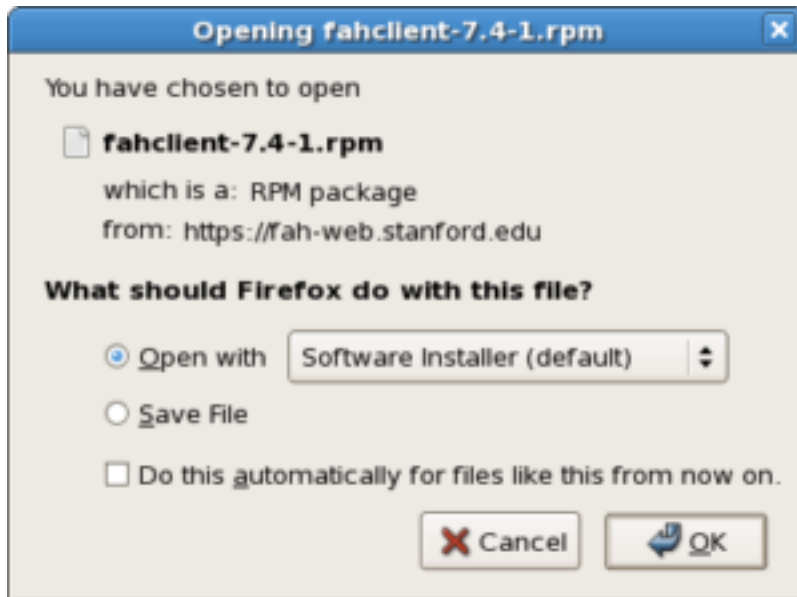 Opening fahclient-7.4-1.rpm
You have chosen to open
fahclient-7.4-1.rpm
which is a: RPM package
from: https://fah-web.stanford.edu
What should Firefox do with this file?
Open with Software Installer (default)
Save File
Do this automatically for files like this from now on.
Cancel OK